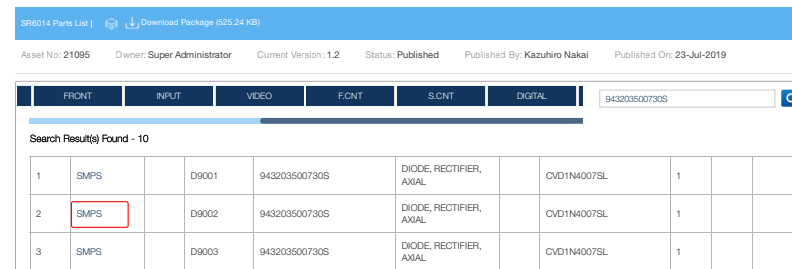 SR6014 Parts List | Download Package (525.24 KB)
Asset No: 21095 Owner: Super Administrator Current Version : 1.2 Status: Published Published By: Kazuhiro Nakai Published On: 23-Jul-2019
FRONT INPUT VIDEO F.CNT S.CNT DIGITAL 943203500730S
Search Result(s) Found - 10
1 SMPS D9001 943203500730S DIODE, RECTIFIER, AXIAL CVD1N4007SL 1
2 SMPS D9002 943203500730S DIODE, RECTIFIER, AXIAL CVD1N4007SL 1
3 SMPS D9003 943203500730S DIODE, RECTIFIER, AXIAL CVD1N4007SL 1